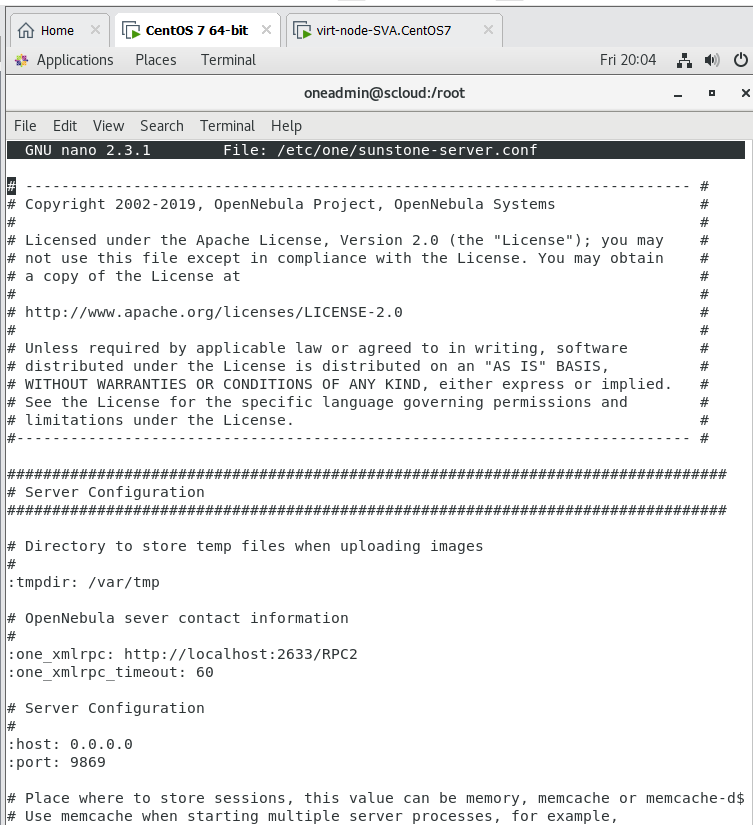 Home CentOS 7 64-bit virt-node-SVA.CentOS7
Applications Places Terminal Fri 20:04
oneadmin@scloud:/root
File Edit View Search Terminal Help
GNU nano 2.3.1 File: /etc/one/sunstone-server.conf
# -------------------------------------------------------------------------- #
# Copyright 2002-2019, OpenNebula Project, OpenNebula Systems #
# #
# Licensed under the Apache License, Version 2.0 (the "License"); you may #
# not use this file except in compliance with the License. You may obtain #
# a copy of the License at #
# #
# http://www.apache.org/licenses/LICENSE-2.0 #
# #
# Unless required by applicable law or agreed to in writing, software #
# distributed under the License is distributed on an "AS IS" BASIS, #
# WITHOUT WARRANTIES OR CONDITIONS OF ANY KIND, either express or implied. #
# See the License for the specific language governing permissions and #
# limitations under the License. #
#--------------------------------------------------------------------------- #
################################################################################
# Server Configuration
################################################################################
# Directory to store temp files when uploading images
#
:tmpdir: /var/tmp
# OpenNebula sever contact information
#
:one_xmlrpc: http://localhost:2633/RPC2
:one_xmlrpc_timeout: 60
# Server Configuration
#
:host: 0.0.0.0
:port: 9869
# Place where to store sessions, this value can be memory, memcache or memcache-d$
# Use memcache when starting multiple server processes, for example,